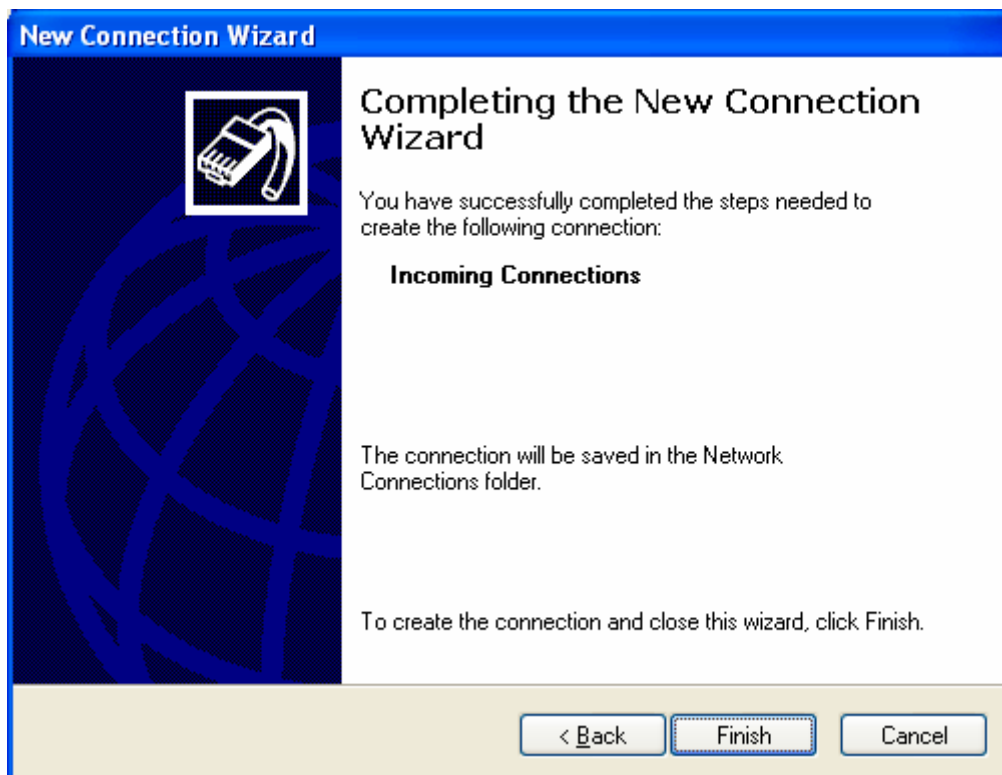 New Connection Wizard
Completing the New Connection
Wizard
You have successfully completed the steps needed to
create the following connection:
Incoming Connections
The connection will be saved in the Network
Connections folder.
To create the connection and close this wizard, click Finish.
< Back
Finish
Cancel